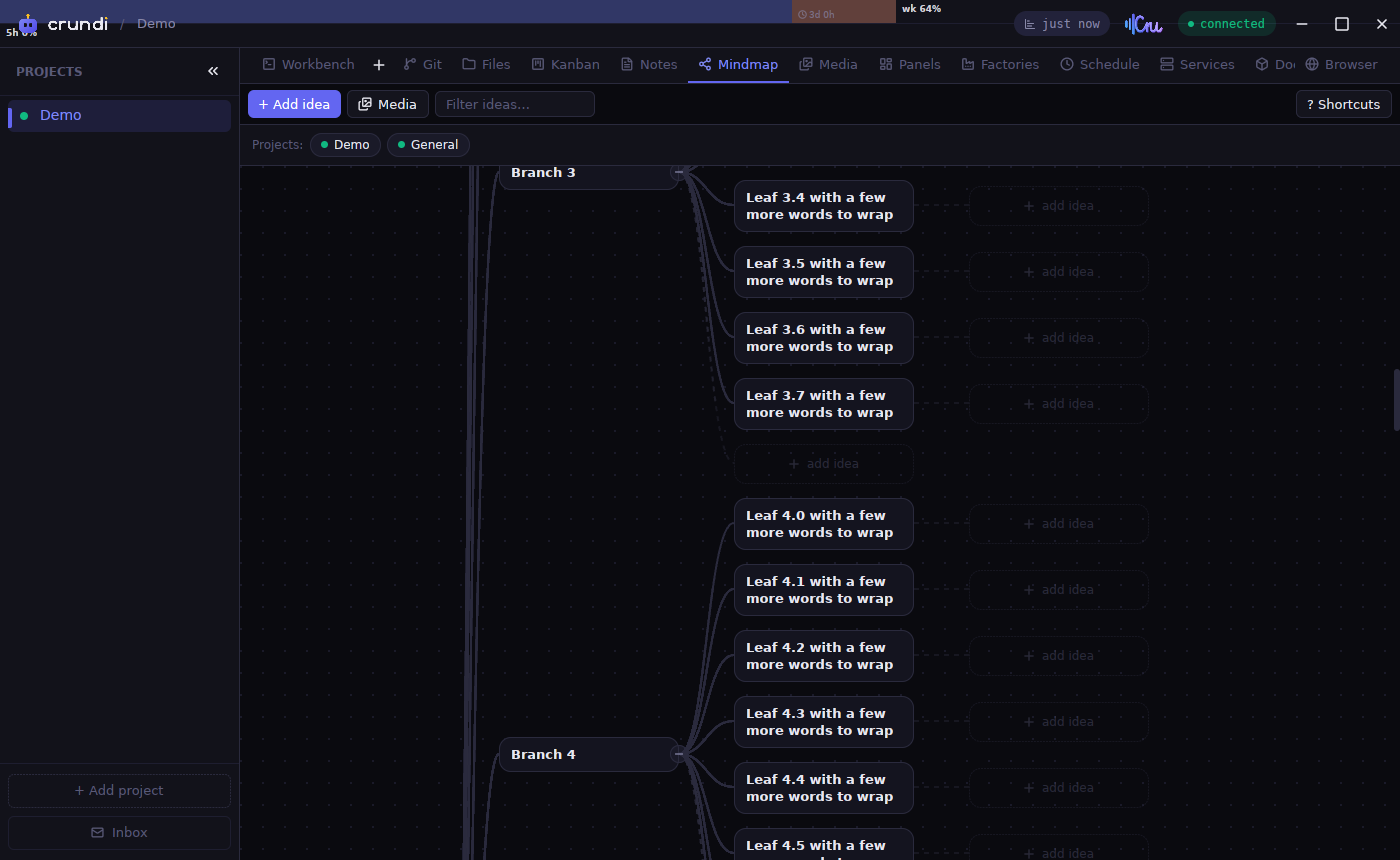 5h 0%
crundi / Demo
3d 0h
wk 64%
just now
Cru
connected
PROJECTS
Demo
+ Add project
Inbox
Workbench + Git Files Kanban Notes Mindmap Media Panels Factories Schedule Services Doc Browser
+ Add idea Media Filter ideas... ? Shortcuts
Projects: Demo General
Branch 3
Leaf 3.4 with a few
more words to wrap
+ add idea
Leaf 3.5 with a few
more words to wrap
+ add idea
Leaf 3.6 with a few
more words to wrap
+ add idea
Leaf 3.7 with a few
more words to wrap
+ add idea
+ add idea
Leaf 4.0 with a few
more words to wrap
+ add idea
Leaf 4.1 with a few
more words to wrap
+ add idea
Leaf 4.2 with a few
more words to wrap
+ add idea
Leaf 4.3 with a few
more words to wrap
+ add idea
Branch 4
Leaf 4.4 with a few
more words to wrap
+ add idea
Leaf 4.5 with a few
+ add idea